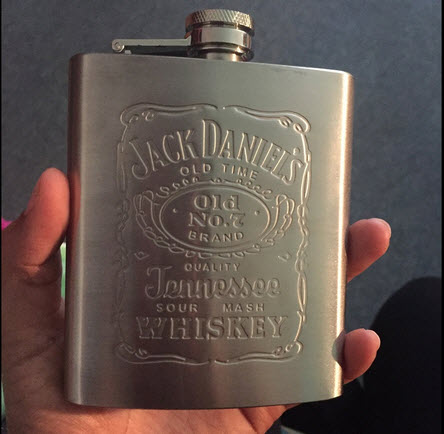 JACK DANIEL'S
OLD TIME
Old
No.7
BRAND
QUALITY
Tennessee
SOUR MASH
WHISKEY